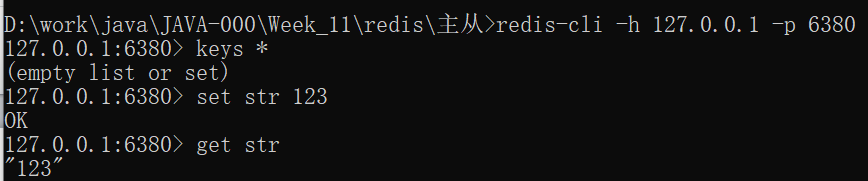 D:\work\java\JAVA-000\Week_11\redis\主从>redis-cli -h 127.0.0.1 -p 6380
127.0.0.1:6380> keys *
(empty list or set)
127.0.0.1:6380> set str 123
OK
127.0.0.1:6380> get str
"123"